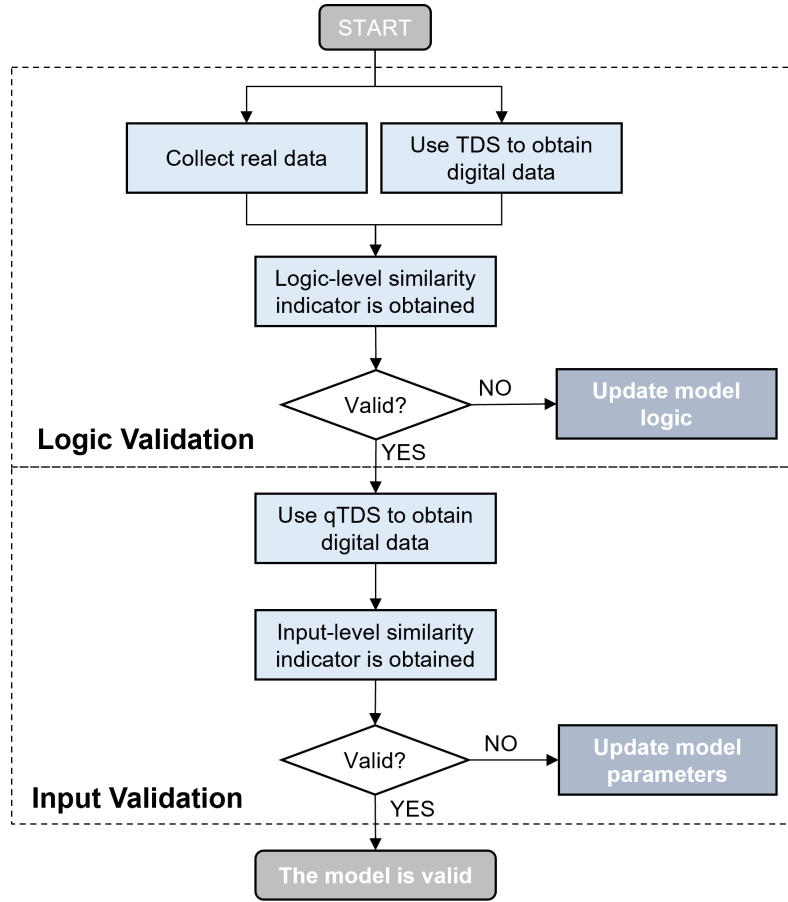 START
Collect real data
Use TDS to obtain
digital data
Logic-level similarity
indicator is obtained
Valid?
NO
Update model
logic
Logic Validation
YES
Use qTDS to obtain
digital data
Input-level similarity
indicator is obtained
Valid?
NO
Update model
parameters
Input Validation
YES
The model is valid